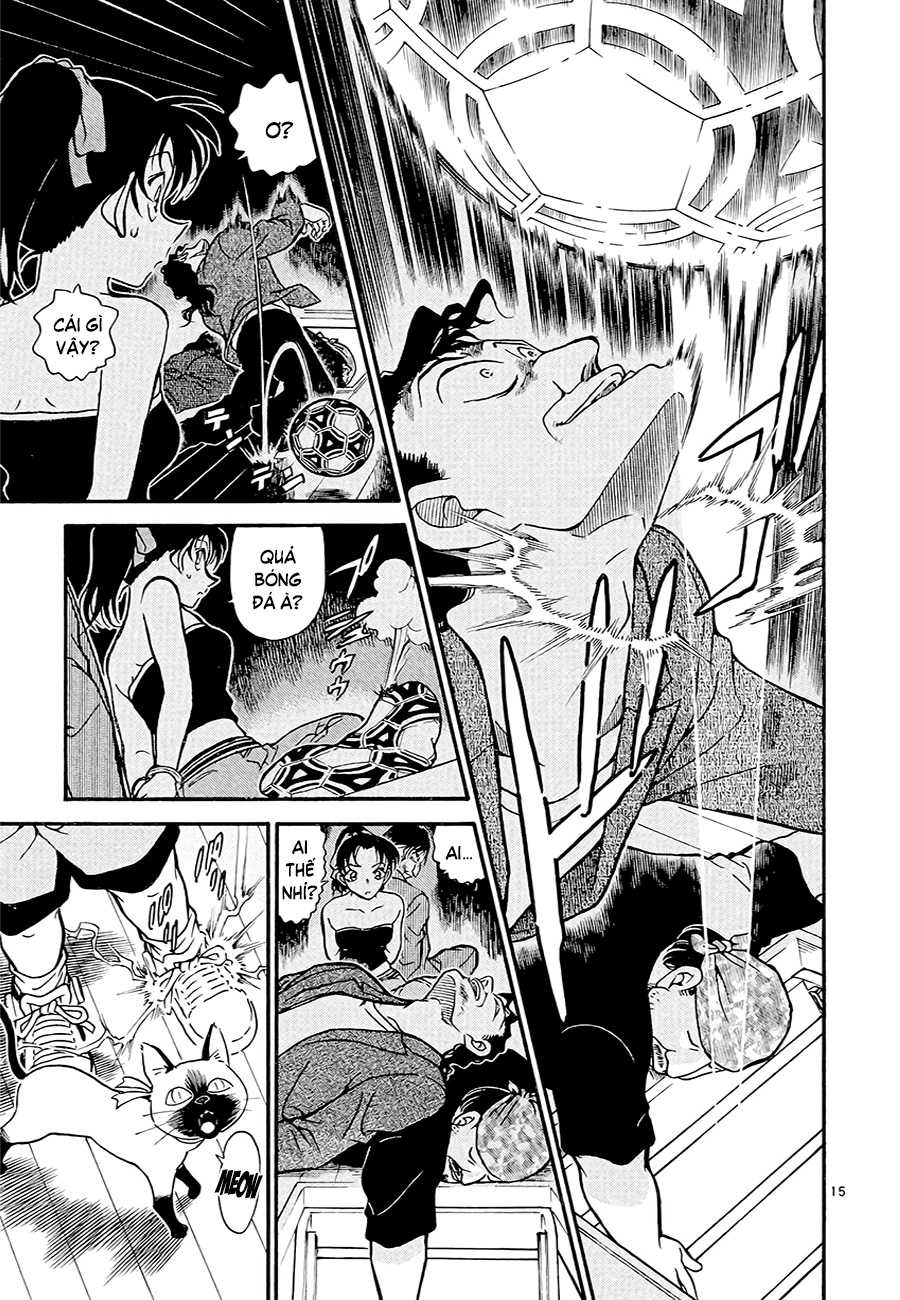 Ơ?
CÁI GÌ
VẬY?
QUẢ
BÓNG
ĐÁ À?
AI...
AI
THẾ
NHỈ?
MEOW
15